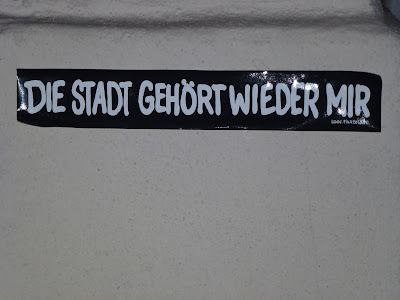 DIE STADT GEHÖRT WIEDER MIR